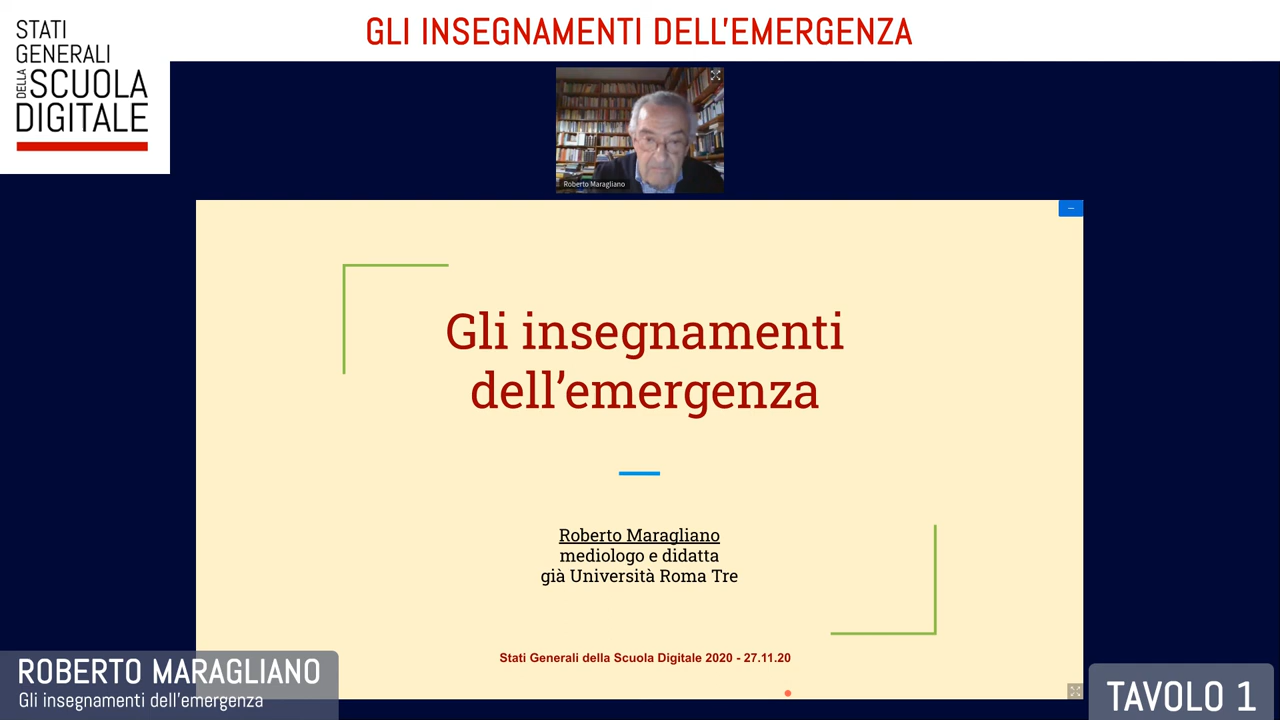 STATI
GENERALI
DELLA SCUOLA
DIGITALE
GLI INSEGNAMENTI DELL'EMERGENZA
Roberto Maragliano
Gli insegnamenti
dell'emergenza
Roberto Maragliano
mediologo e didatta
già Università Roma Tre
Stati Generali della Scuola Digitale 2020 - 27.11.20
ROBERTO MARAGLIANO
Gli insegnamenti dell'emergenza
TAVOLO 1